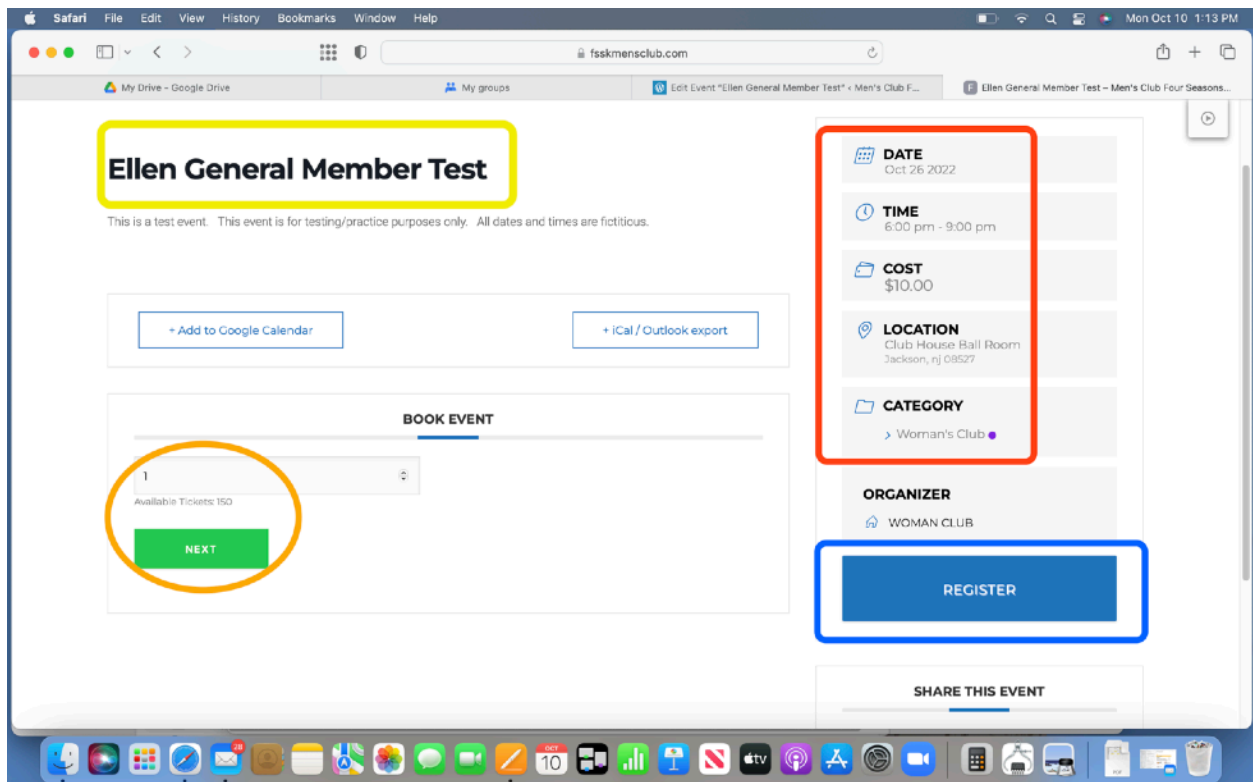 Safari File Edit View History Bookmarks Window Help Mon Oct 10 1:13 PM
fsskmensclub.com
My Drive - Google Drive
My groups
Edit Event "Ellen General Member Test" ‹ Men's Club F...
Ellen General Member Test – Men's Club Four Seasons...
Ellen General Member Test
This is a test event. This event is for testing/practice purposes only. All dates and times are fictitious.
+ Add to Google Calendar
+ iCal / Outlook export
BOOK EVENT
1
Available Tickets: 150
NEXT
DATE
Oct 26 2022
TIME
6:00 pm - 9:00 pm
COST
$10.00
LOCATION
Club House Ball Room
Jackson, nj 08527
CATEGORY
Woman's Club
ORGANIZER
WOMAN CLUB
REGISTER
SHARE THIS EVENT
28
OCT
10
tv